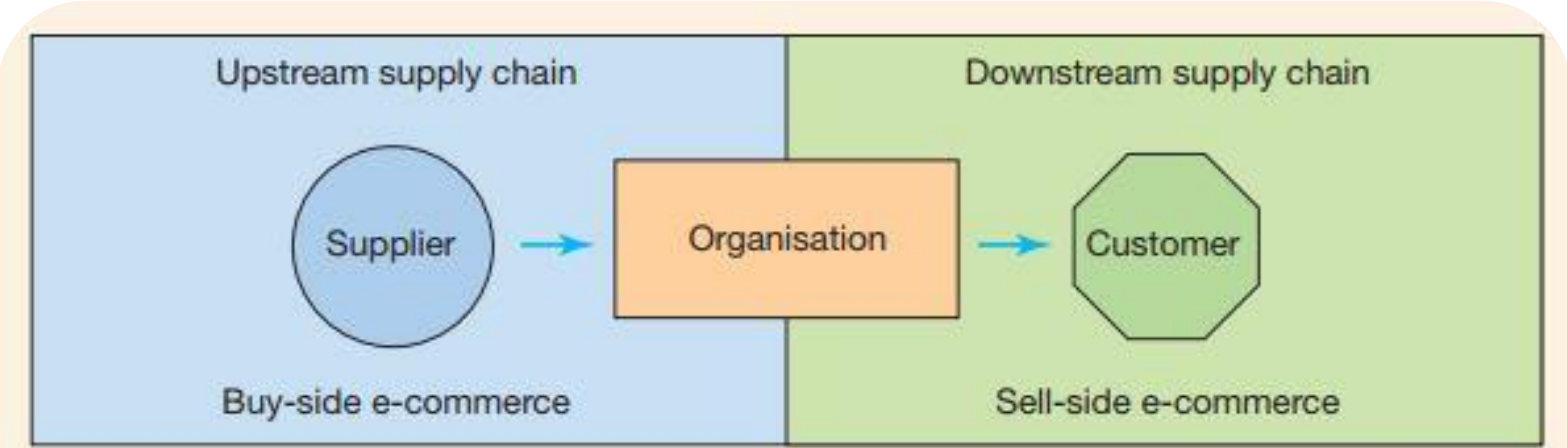 Upstream supply chain
Downstream supply chain
Supplier
Organisation
Customer
Buy-side e-commerce
Sell-side e-commerce